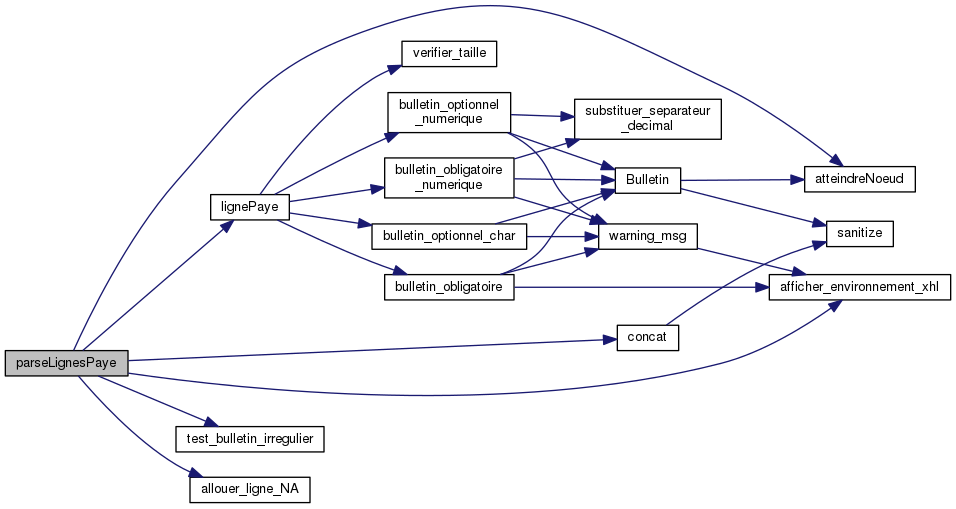 verifier_taille
bulletin_optionnel
_numerique
substituer_separateur
_decimal
bulletin_obligatoire
_numerique
Bulletin
atteindreNoeud
lignePaye
bulletin_optionnel_char
warning_msg
sanitize
bulletin_obligatoire
afficher_environnement_xhl
concat
parseLignesPaye
test_bulletin_irregulier
allouer_ligne_NA